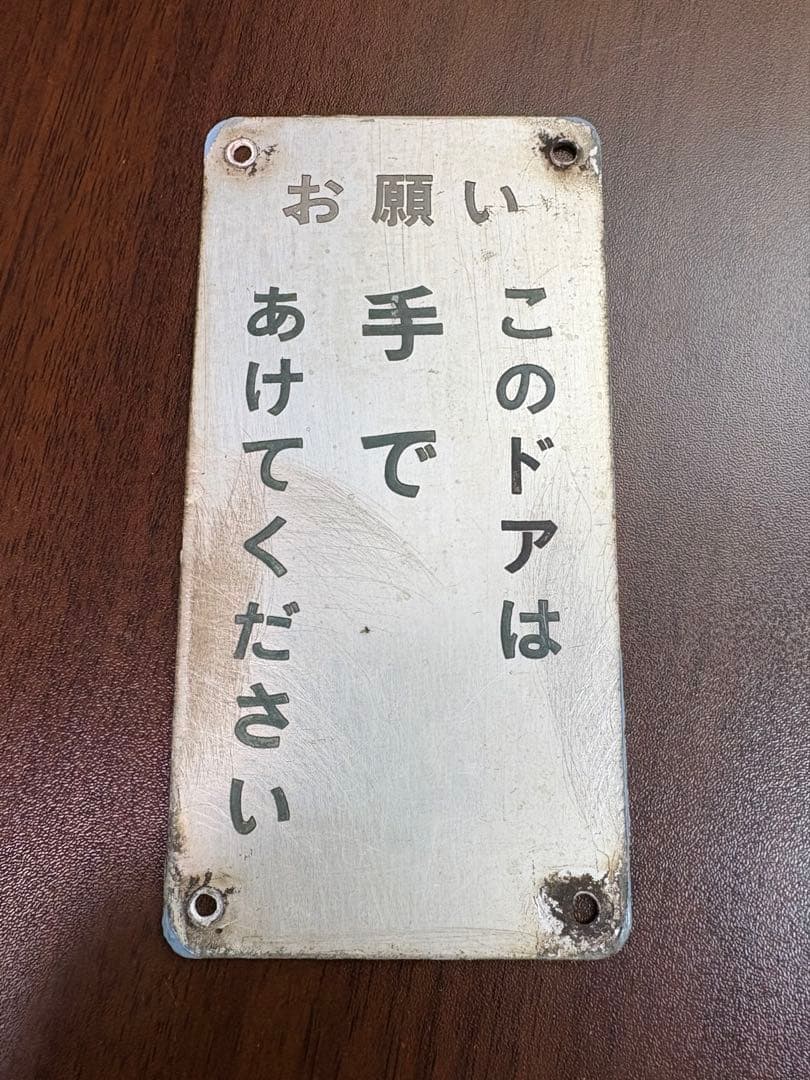 お願い
このドアは
手で
あけてください